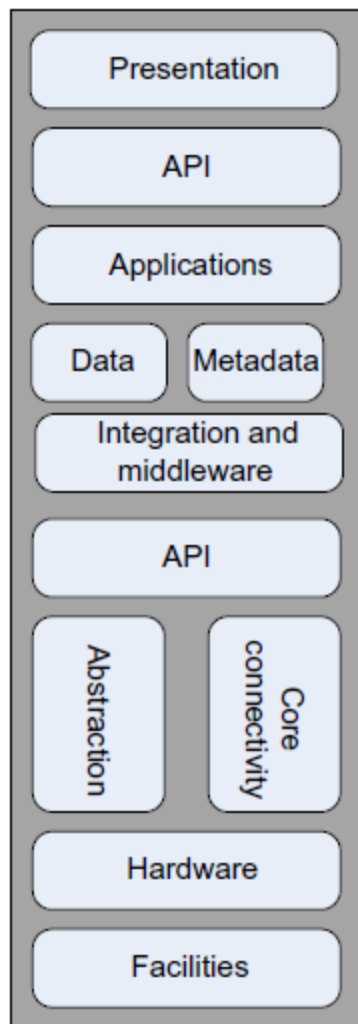 Presentation
API
Applications
Data
Metadata
Integration and
middleware
API
Abstraction
Core
connectivity
Hardware
Facilities